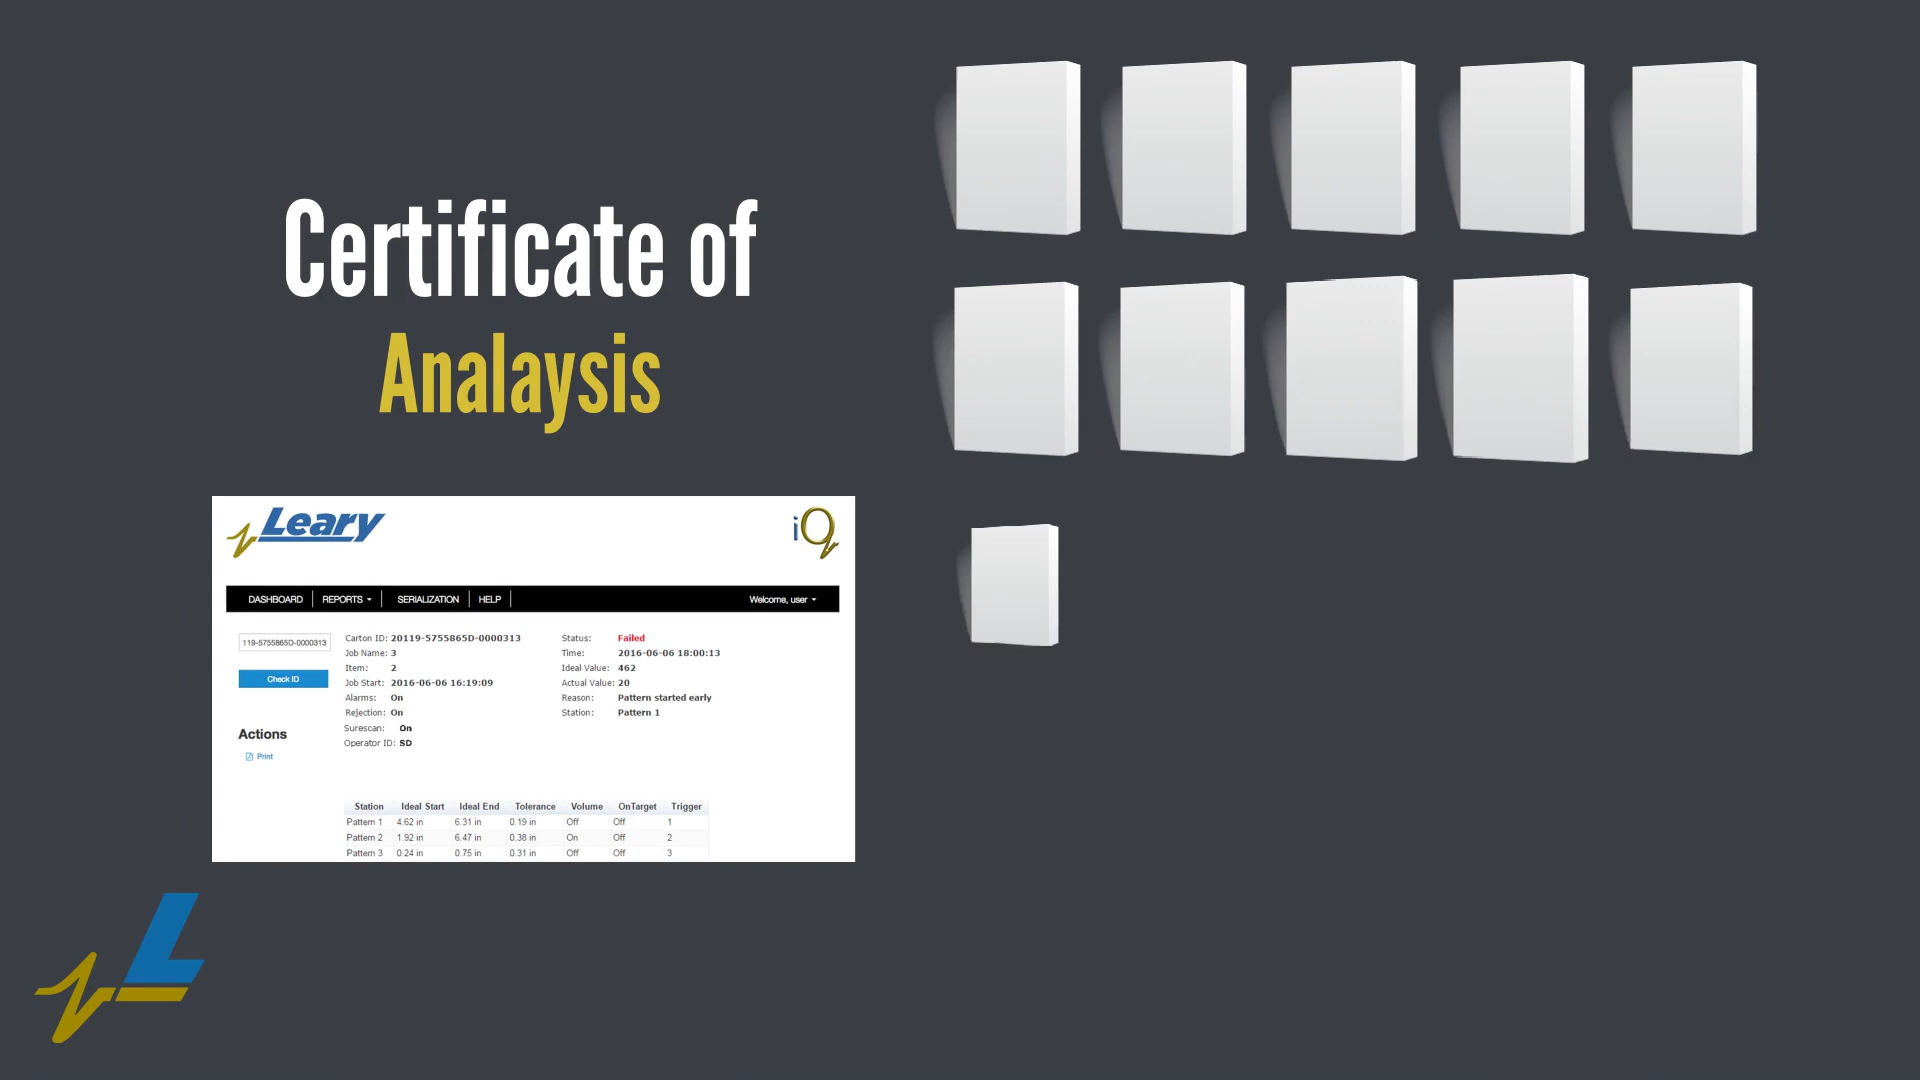 Certificate of
Analaysis
Leary
iQ
DASHBOARD REPORTS SERIALIZATION HELP Welcome, user
119-5755865D-0000313
Check ID
Actions
Print
Carton ID: 20119-5755865D-0000313
Job Name: 3
Item: 2
Job Start: 2016-06-06 16:19:09
Alarms: On
Rejection: On
Surescan: On
Operator ID: SD
Status: Failed
Time: 2016-06-06 18:00:13
Ideal Value: 462
Actual Value: 20
Reason: Pattern started early
Station: Pattern 1
Station Ideal Start Ideal End Tolerance Volume OnTarget Trigger
Pattern 1 4.62 in 6.31 in 0.19 in Off Off 1
Pattern 2 1.92 in 6.47 in 0.38 in On Off 2
Pattern 3 0.24 in 0.75 in 0.31 in Off Off 3
L